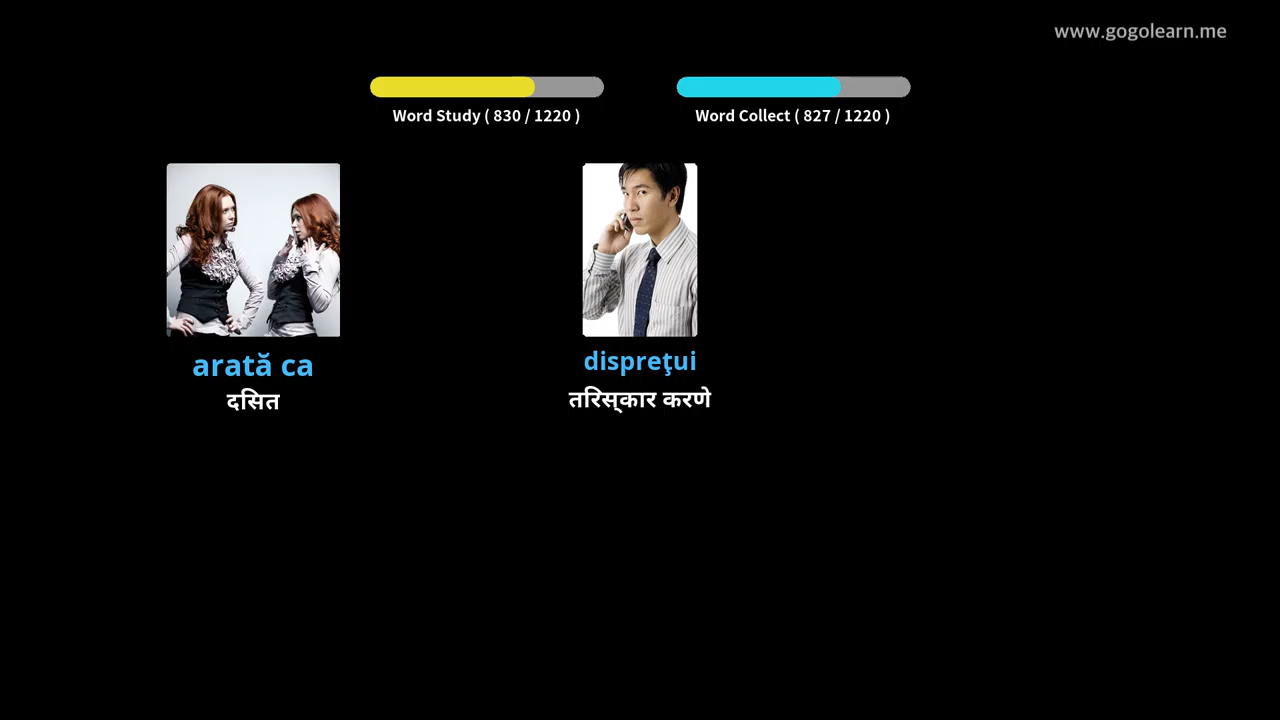 www.gogolearn.me
Word Study ( 830 / 1220 )
Word Collect ( 827 / 1220 )
arată ca
दसित
dispreţui
तरिस्कार करणे